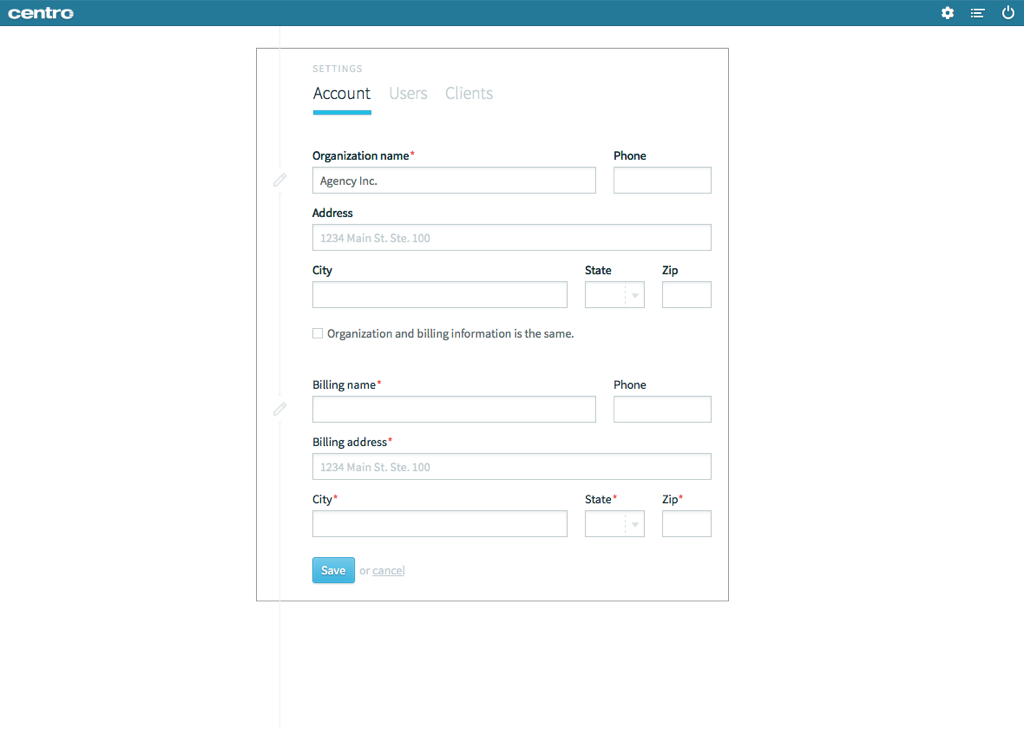 centro
SETTINGS
Account Users Clients
Organization name* Phone
Agency Inc.
Address
1234 Main St. Ste. 100
City State Zip
Organization and billing information is the same.
Billing name* Phone
Billing address*
1234 Main St. Ste. 100
City* State* Zip*
Save or cancel